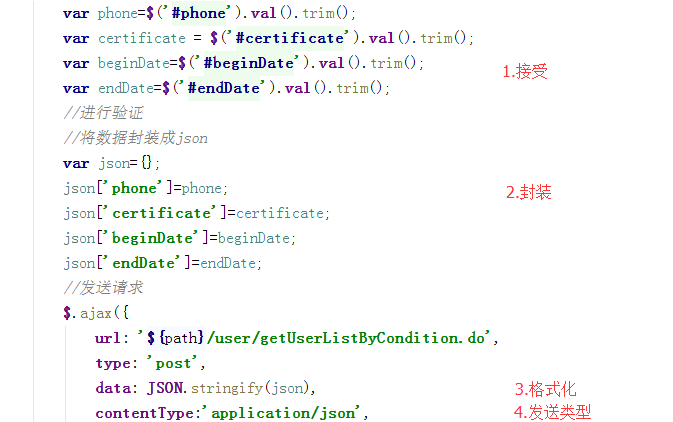 var phone=$('#phone').val().trim();
var certificate = $('#certificate').val().trim();
var beginDate=$('#beginDate').val().trim();
1.接受
var endDate=$('#endDate').val().trim();
//进行验证
//将数据封装成json
var json={};
json['phone']=phone;
2.封装
json['certificate']=certificate;
json['beginDate']=beginDate;
json['endDate']=endDate;
//发送请求
$.ajax({
url: '${path}/user/getUserListByCondition.do',
type: 'post',
data: JSON.stringify(json),
3.格式化
contentType:'application/json',
4.发送类型